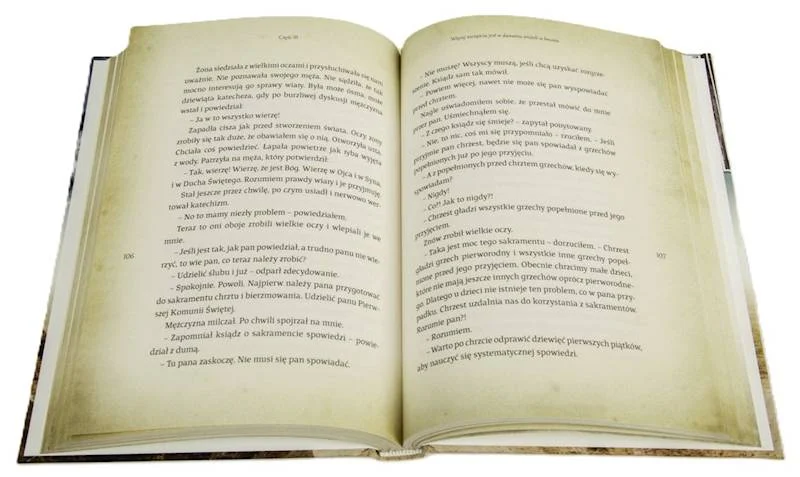 Część III
Żona siedziała z wielkimi oczami i przysłuchiwała się temu
uważnie. Nie poznawała swojego męża. Nie sądziła, że tak
mocno interesują go sprawy wiary. Była może ósma, może
dziewiąta katecheza, gdy po burzliwej dyskusji mężczyzna
wstał i powiedział:
– Ja w to wszystko wierzę!
Zapadła cisza jak przed stworzeniem świata. Oczy żony
zrobiły się tak duże, że obawiałem się o nią. Otworzyła usta.
Chciała coś powiedzieć. Łapała powietrze jak ryba wyjęta
z wody. Patrzyła na męża, który potwierdził:
– Tak, wierzę! Wierzę, że jest Bóg. Wierzę w Ojca i w Syna,
i w Ducha Świętego. Rozumiem prawdy wiary i je przyjmuję.
Stał jeszcze przez chwilę, po czym usiadł i nerwowo wer-
tował katechizm.
– No to mamy niezły problem – powiedziałem.
Teraz to oni oboje zrobili wielkie oczy i wlepiali je we
mnie.
– Jeśli jest tak, jak pan powiedział, a trudno panu nie wie-
rzyć, to wie pan, co teraz należy zrobić?
– Udzielić ślubu i już – odparł zdecydowanie.
– Spokojnie. Powoli. Najpierw należy pana przygotować
do sakramentu chrztu i bierzmowania. Udzielić panu Pierw-
szej Komunii Świętej.
Mężczyzna milczał. Po chwili spojrzał na mnie.
– Zapomniał ksiądz o sakramencie spowiedzi – powie-
dział z dumą.
– Tu pana zaskoczę. Nie musi się pan spowiadać.
106
– Nie muszę? Wszyscy muszą, jeśli chcą uzyskać rozgrze-
szenie. Ksiądz sam tak mówił.
– Powiem więcej, nawet nie może się pan wyspowiadać
przed chrztem.
Nagle uświadomiłem sobie, że przestał mówić do mnie
przez pan. Uśmiechnąłem się.
– Z czego ksiądz się śmieje? – zapytał poirytowany.
– Nie, to nic, coś mi się przypomniało – rzuciłem. – Jeśli
przyjmie pan chrzest, będzie się pan spowiadał z grzechów
popełnionych już po jego przyjęciu.
– A z popełnionych przed chrztem grzechów, kiedy się wy-
spowiadam?
– Nigdy!
– Co?! Jak to nigdy?!
– Chrzest gładzi wszystkie grzechy popełnione przed jego
przyjęciem.
Znów zrobił wielkie oczy.
– Taka jest moc tego sakramentu – dorzuciłem. – Chrzest
gładzi grzech pierworodny i wszystkie inne grzechy popeł-
nione przed jego przyjęciem. Obecnie chrzcimy małe dzieci,
które nie mają jeszcze innych grzechów oprócz pierworodne-
go. Dlatego u dzieci nie istnieje ten problem, co w pana przy-
padku. Chrzest uzdalnia nas do korzystania z sakramentów.
Rozumie pan?!
– Rozumiem.
– Warto po chrzcie odprawić dziewięć pierwszych piątków,
aby nauczyć się systematycznej spowiedzi.
107